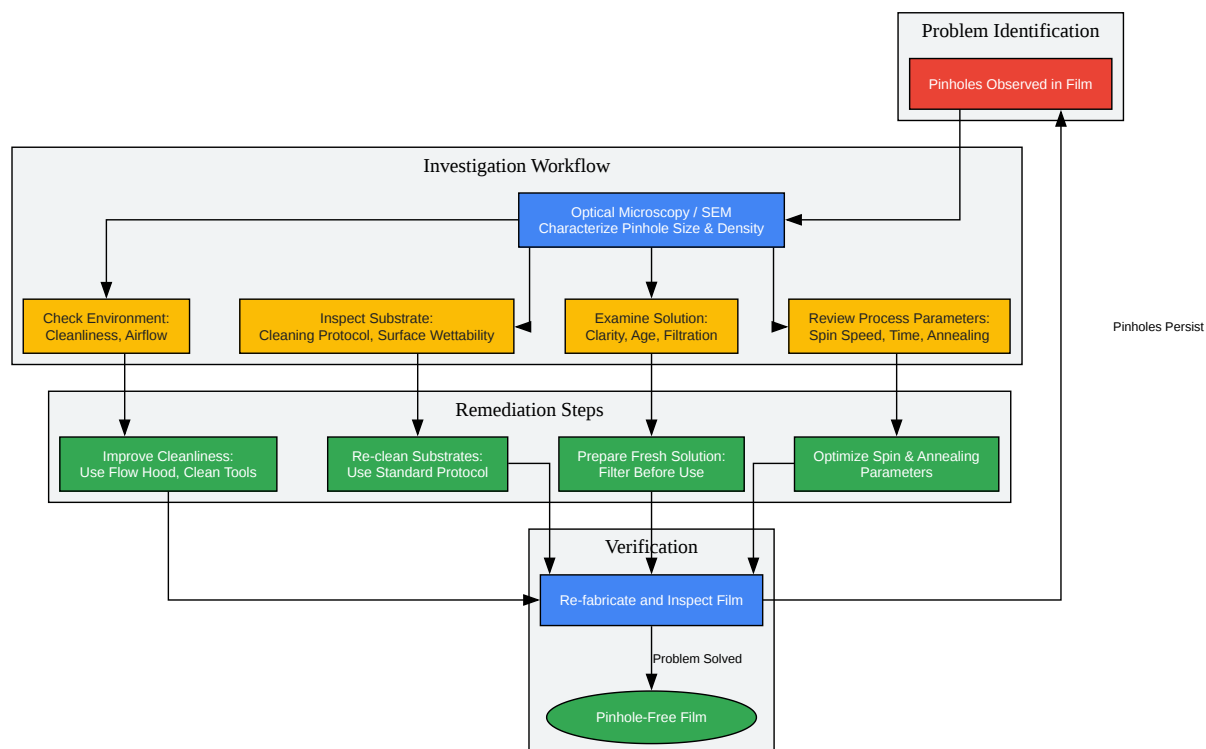 Problem Identification
Pinholes Observed in Film
Investigation Workflow
Optical Microscopy / SEM
Characterize Pinhole Size & Density
Check Environment:
Cleanliness, Airflow
Inspect Substrate:
Cleaning Protocol, Surface Wettability
Examine Solution:
Clarity, Age, Filtration
Review Process Parameters:
Spin Speed, Time, Annealing
Pinholes Persist
Remediation Steps
Improve Cleanliness:
Use Flow Hood, Clean Tools
Re-clean Substrates:
Use Standard Protocol
Prepare Fresh Solution:
Filter Before Use
Optimize Spin & Annealing
Parameters
Verification
Re-fabricate and Inspect Film
Problem Solved
Pinhole-Free Film